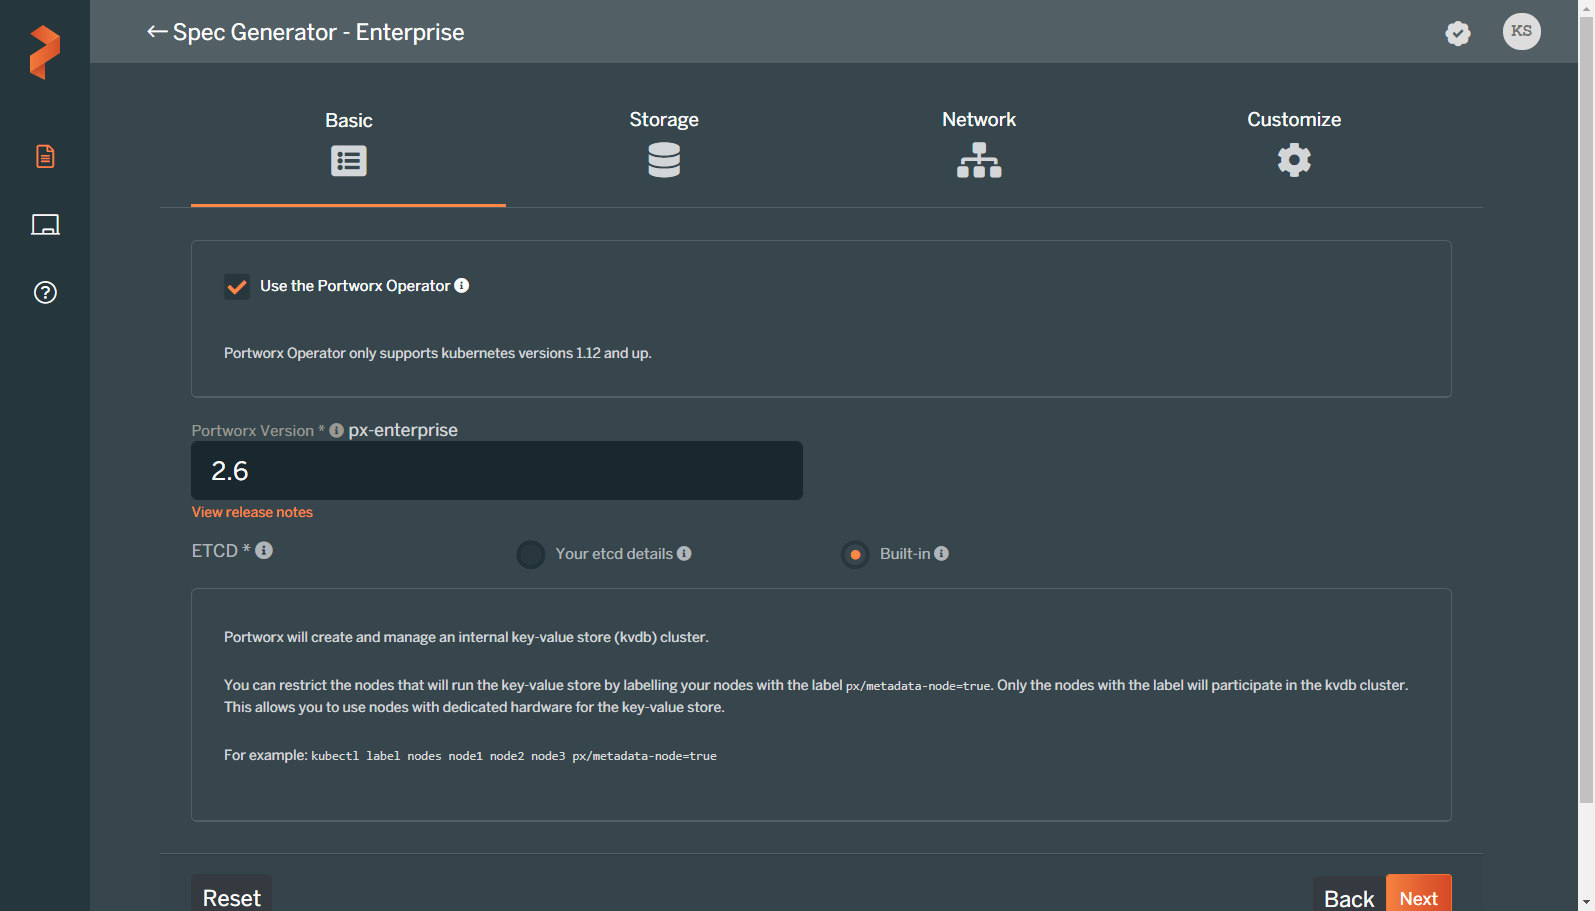 Spec Generator - Enterprise
KS
Basic
Storage
Network
Customize
Use the Portworx Operator
Portworx Operator only supports kubernetes versions 1.12 and up.
Portworx Version * px-enterprise
2.6
View release notes
ETCD *
Your etcd details
Built-in
Portworx will create and manage an internal key-value store (kvdb) cluster.
You can restrict the nodes that will run the key-value store by labelling your nodes with the label px/metadata-node=true. Only the nodes with the label will participate in the kvdb cluster.
This allows you to use nodes with dedicated hardware for the key-value store.
For example: kubectl label nodes node1 node2 node3 px/metadata-node=true
Reset
Back
Next